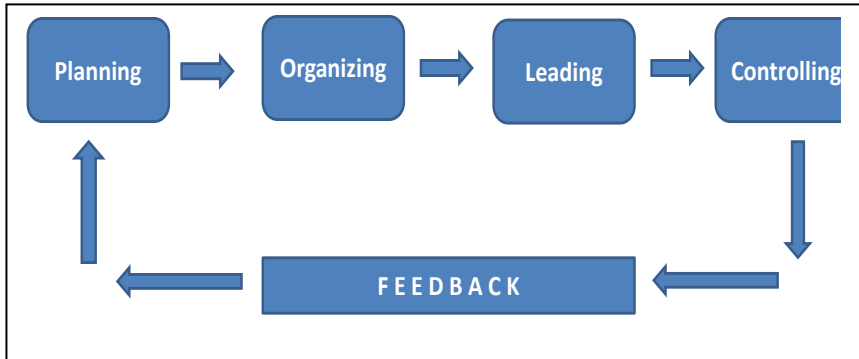 Planning
Organizing
Leading
Controlling
FEEDBACK